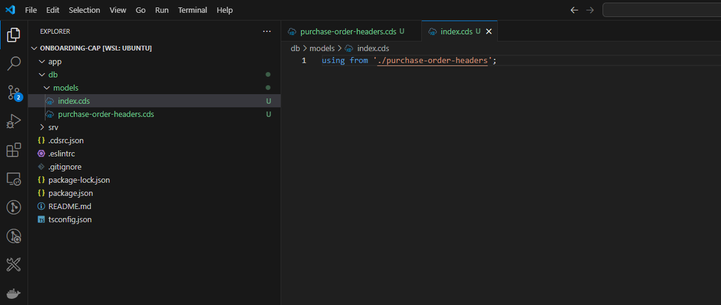 File Edit Selection View Go Run Terminal Help
EXPLORER
ONBOARDING-CAP [WSL: UBUNTU]
app
db
models
index.cds U
purchase-order-headers.cds U
srv
.cdsrc.json
.eslintrc
.gitignore
package-lock.json
package.json
README.md
tsconfig.json
2
purchase-order-headers.cds U
index.cds U
db > models > index.cds
1 using from './purchase-order-headers';